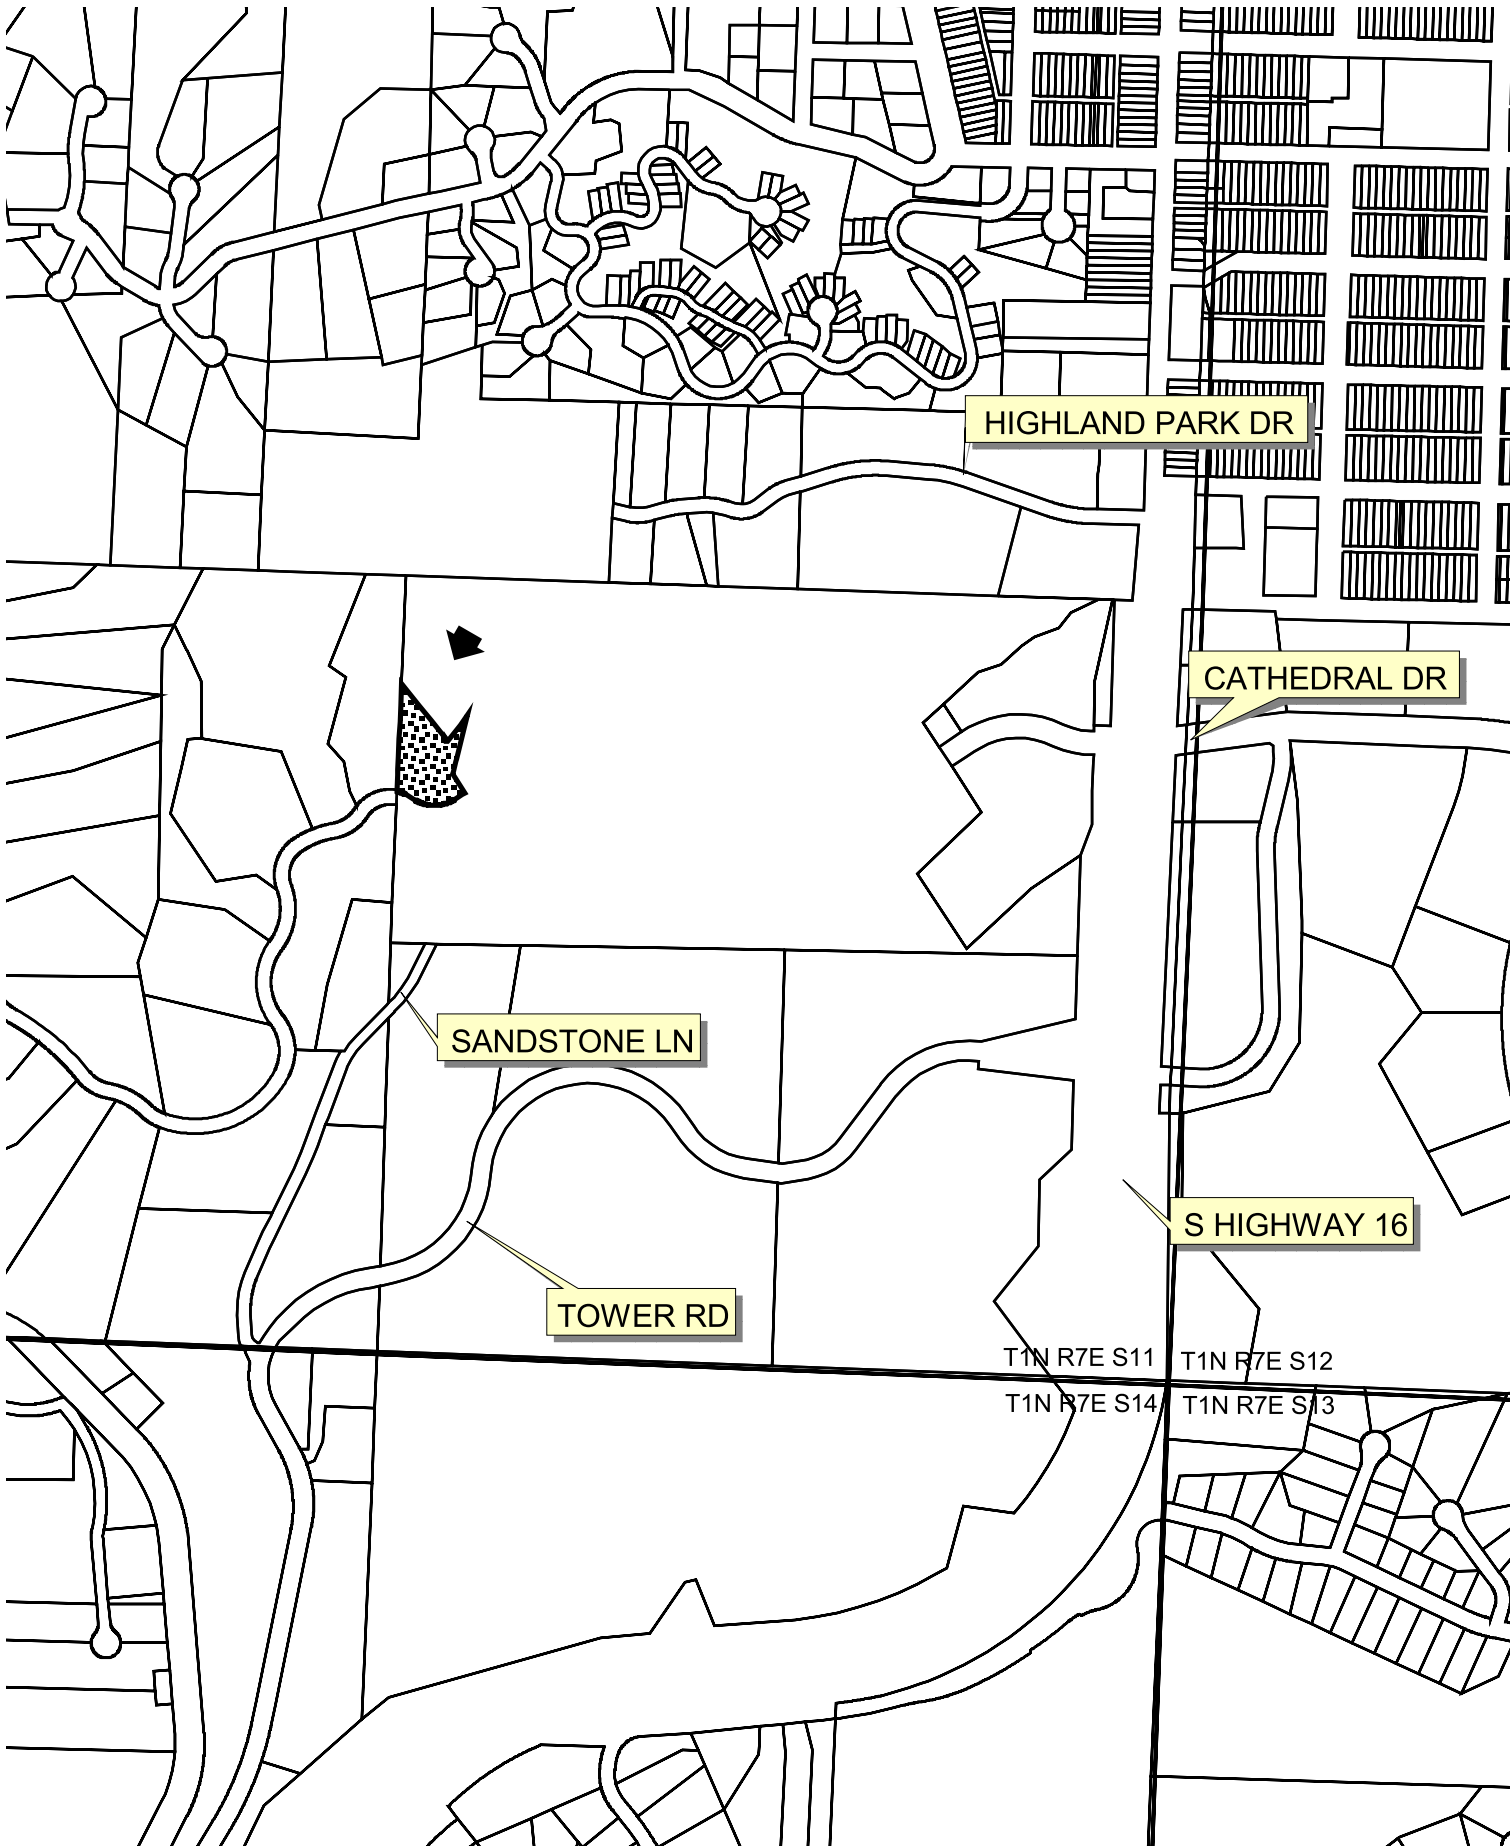 HIGHLAND PARK DR
CATHEDRAL DR
SANDSTONE LN
S HIGHWAY 16
TOWER RD
T1N R7E S11
T1N R7E S12
T1N R7E S14
T1N R7E S13